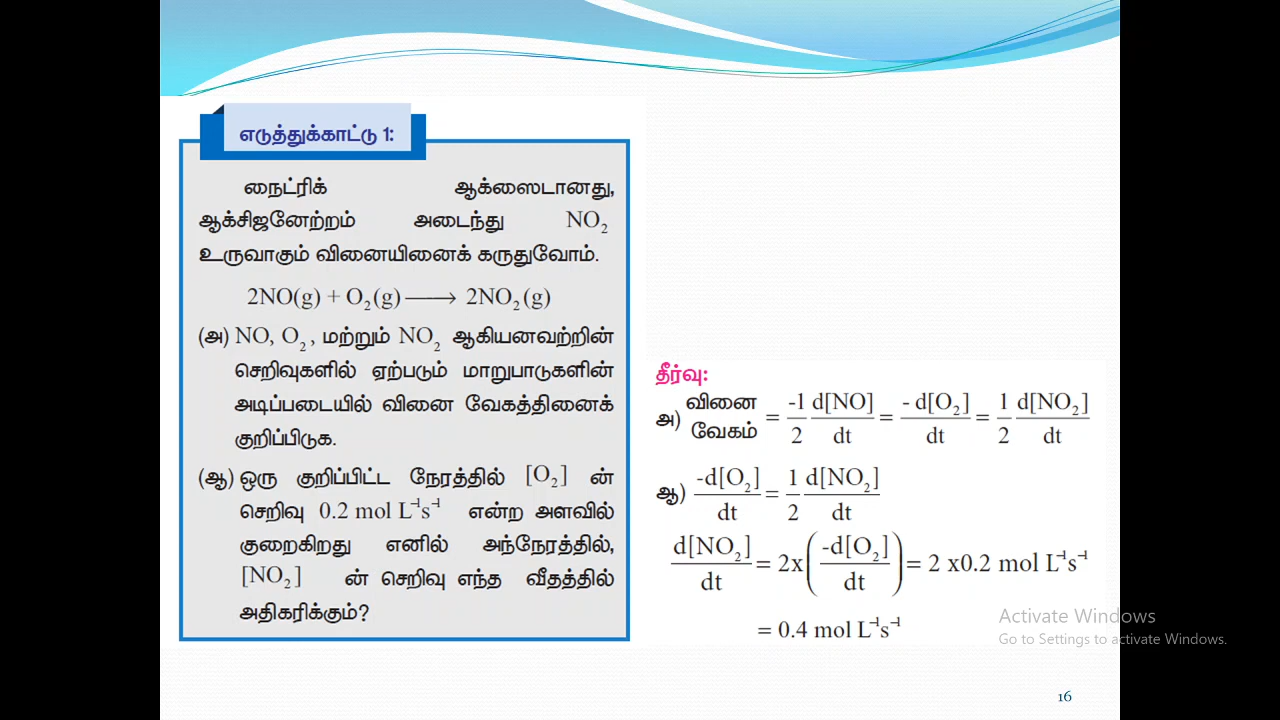 எடுத்துக்காட்டு 1:
நைட்ரிக் ஆக்ஸைடானது,
ஆக்சிஜனேற்றம் அடைந்து NO₂
உருவாகும் வினையினைக் கருதுவோம்.
2NO(g) + O₂(g) ⟶ 2NO₂(g)
(அ) NO, O₂, மற்றும் NO₂ ஆகியனவற்றின்
செறிவுகளில் ஏற்படும் மாறுபாடுகளின்
அடிப்படையில் வினை வேகத்தினைக்
குறிப்பிடுக.
(ஆ) ஒரு குறிப்பிட்ட நேரத்தில் [O₂] ன்
செறிவு 0.2 mol L⁻¹s⁻¹ என்ற அளவில்
குறைகிறது எனில் அந்நேரத்தில்,
[NO₂] ன் செறிவு எந்த வீதத்தில்
அதிகரிக்கும்?
தீர்வு:
அ) வினை வேகம் = -1/2 d[NO]/dt = - d[O₂]/dt = 1/2 d[NO₂]/dt
ஆ) -d[O₂]/dt = 1/2 d[NO₂]/dt
d[NO₂]/dt = 2x(-d[O₂]/dt) = 2 x0.2 mol L⁻¹s⁻¹
= 0.4 mol L⁻¹s⁻¹
Activate Windows
Go to Settings to activate Windows.
16